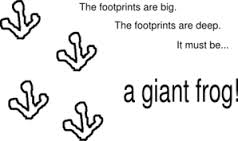 The footprints are big.
The footprints are deep.
It must be...
a giant frog!